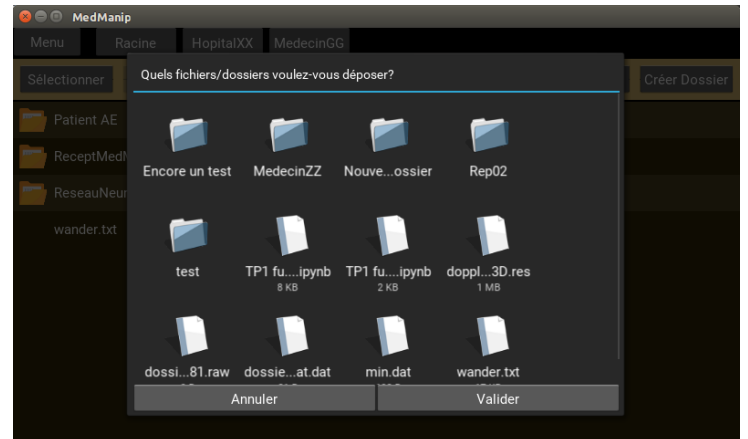 MedManip
Menu Racine HopitalXX MedecinGG
Sélectionner Créer Dossier
Quels fichiers/dossiers voulez-vous déposer?
Patient AE
ReceptMedM
ReseauNeur
wander.txt
Encore un test MedecinZZ Nouve...ossier Rep02
test TP1 fu....ipynb TP1 fu....ipynb doppl...3D.res
8 KB 2 KB 1 MB
dossi...81.raw dossie...at.dat min.dat wander.txt
Annuler Valider